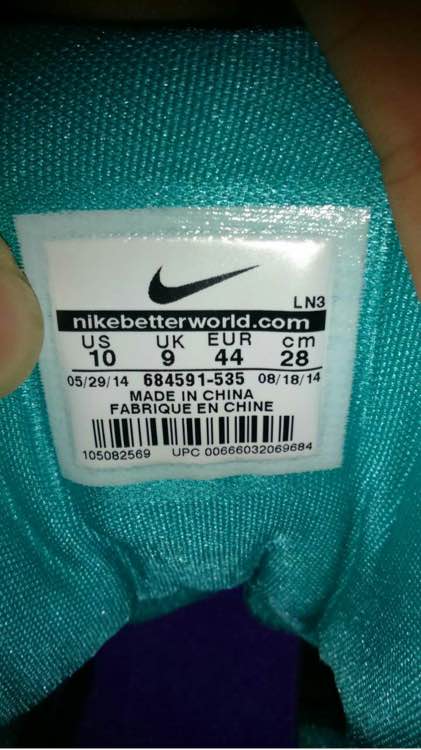 LN3
nikebetterworld.com
US UK EUR cm
10 9 44 28
05/29/14 684591-535 08/18/14
MADE IN CHINA
FABRIQUE EN CHINE
105082569 UPC 00666032069684